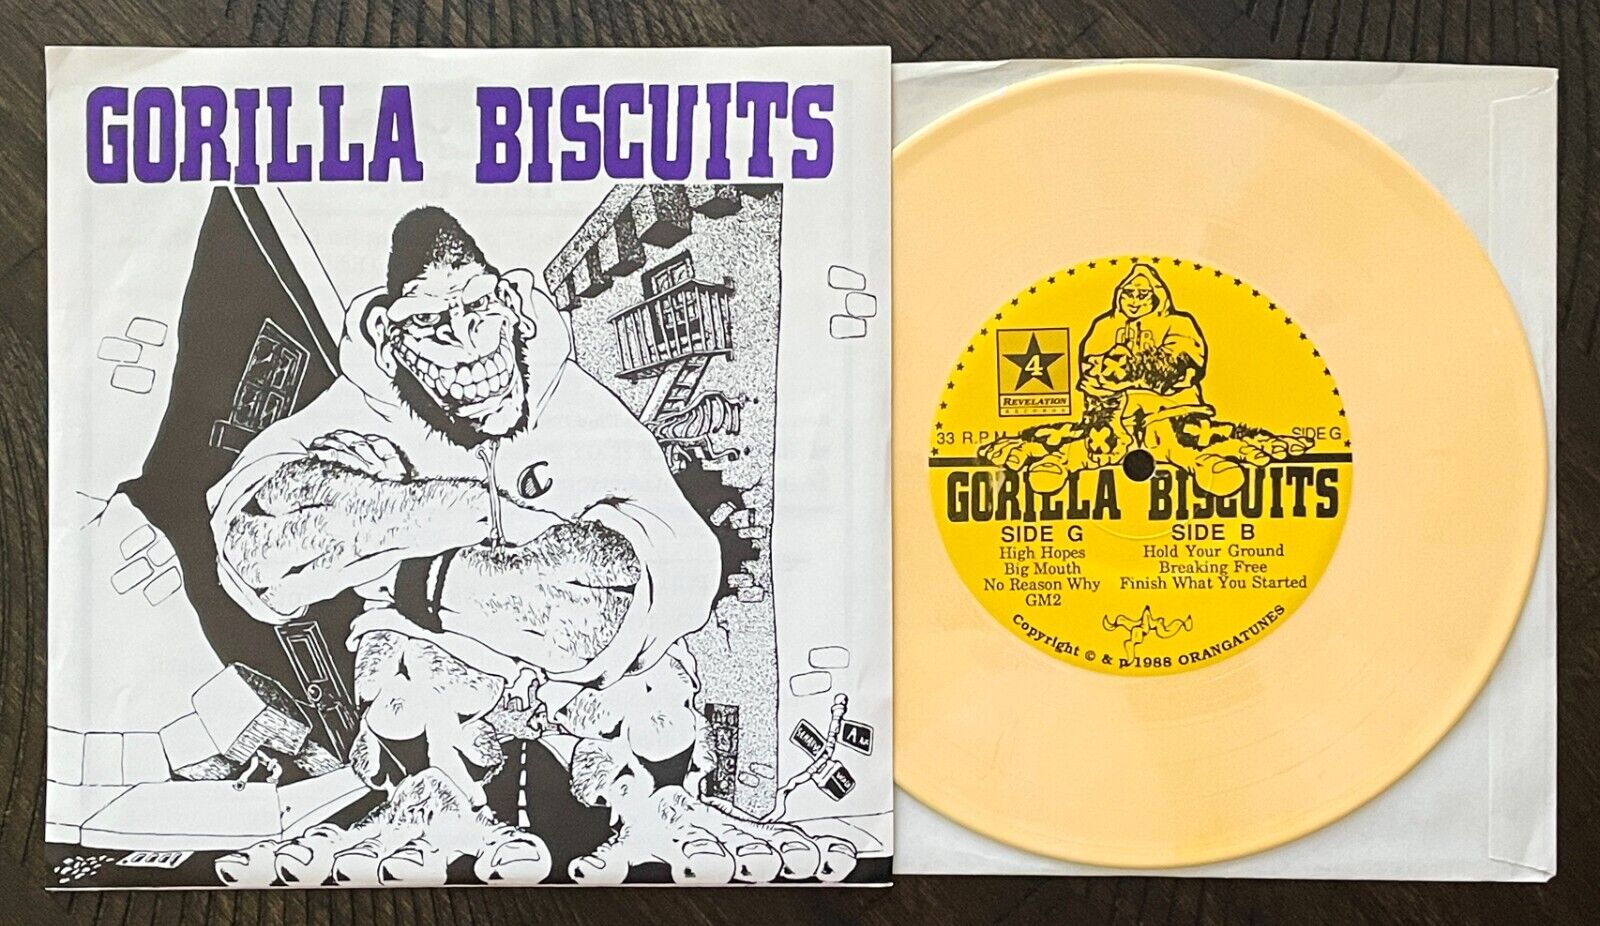 GORILLA BISCUITS
4
REVELATION
RECORDS
33 R.P.M
SIDE G
GORILLA BISCUITS
SIDE G
High Hopes
Big Mouth
No Reason Why
GM2
SIDE B
Hold Your Ground
Breaking Free
Finish What You Started
Copyright © & p 1988 ORANGATUNES